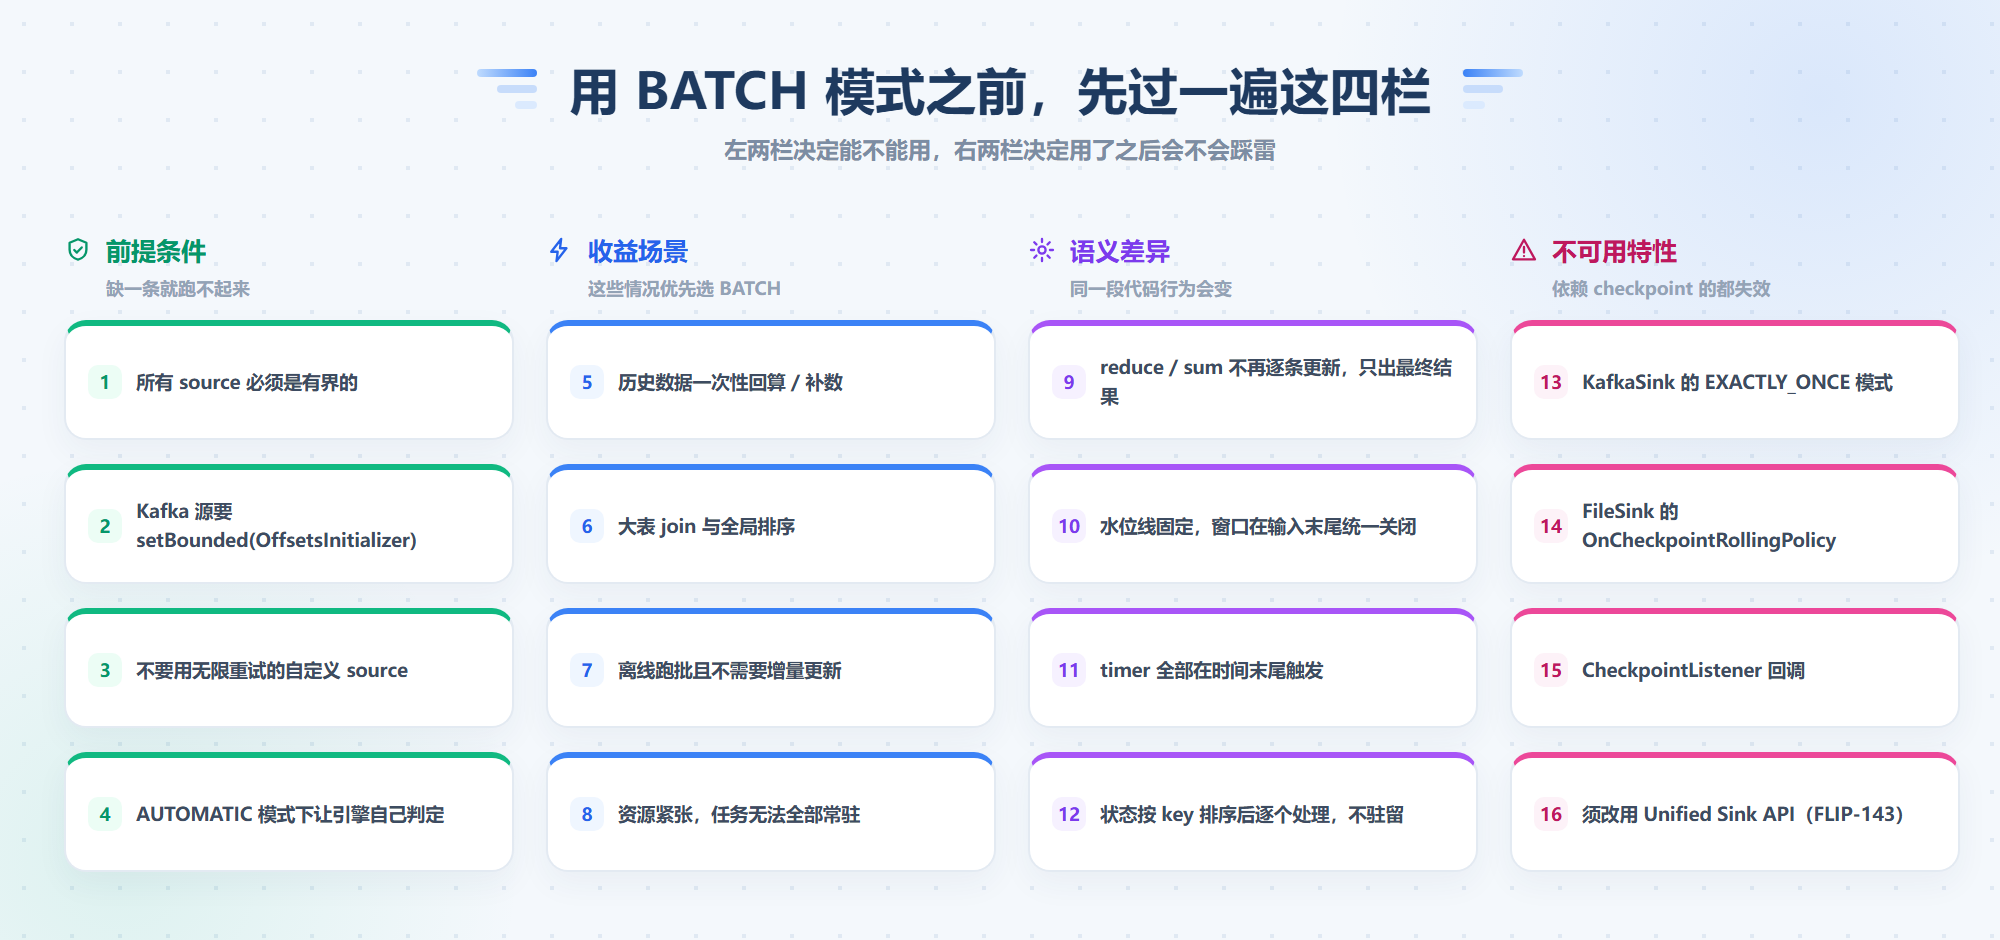 用 BATCH 模式之前，先过一遍这四栏
左两栏决定能不能用，右两栏决定用了之后会不会踩雷
前提条件
缺一条就跑不起来
1
所有 source 必须是有界的
2
Kafka 源要
setBounded(OffsetsInitializer)
3
不要用无限重试的自定义 source
4
AUTOMATIC 模式下让引擎自己判定
收益场景
这些情况优先选 BATCH
5
历史数据一次性回算 / 补数
6
大表 join 与全局排序
7
离线跑批且不需要增量更新
8
资源紧张，任务无法全部常驻
语义差异
同一段代码行为会变
9
reduce / sum 不再逐条更新，只出最终结
果
10
水位线固定，窗口在输入末尾统一关闭
11
timer 全部在时间末尾触发
12
状态按 key 排序后逐个处理，不驻留
不可用特性
依赖 checkpoint 的都失效
13
KafkaSink 的 EXACTLY_ONCE 模式
14
FileSink 的
OnCheckpointRollingPolicy
15
CheckpointListener 回调
16
须改用 Unified Sink API（FLIP-143）